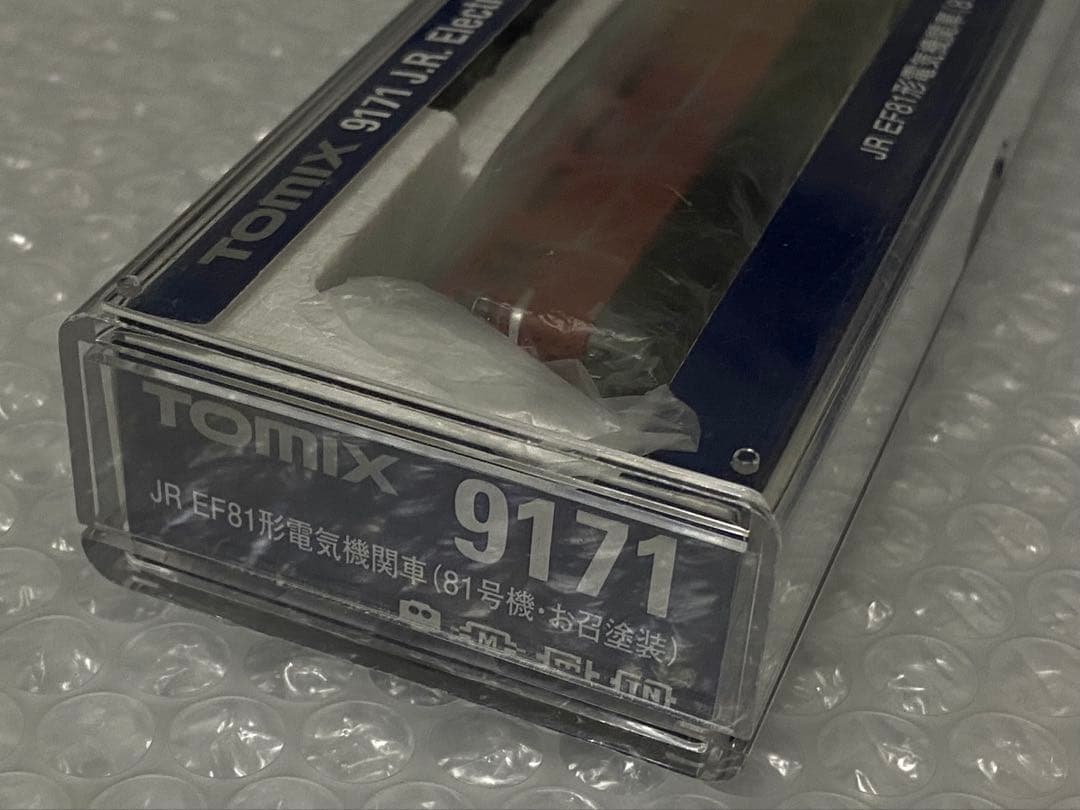 TOMIX 9171 J.R. Elect
JR EF81形電気機関車(8
TOMIX 9171
JR EF81形電気機関車(81号機・お召塗装)
M
TN